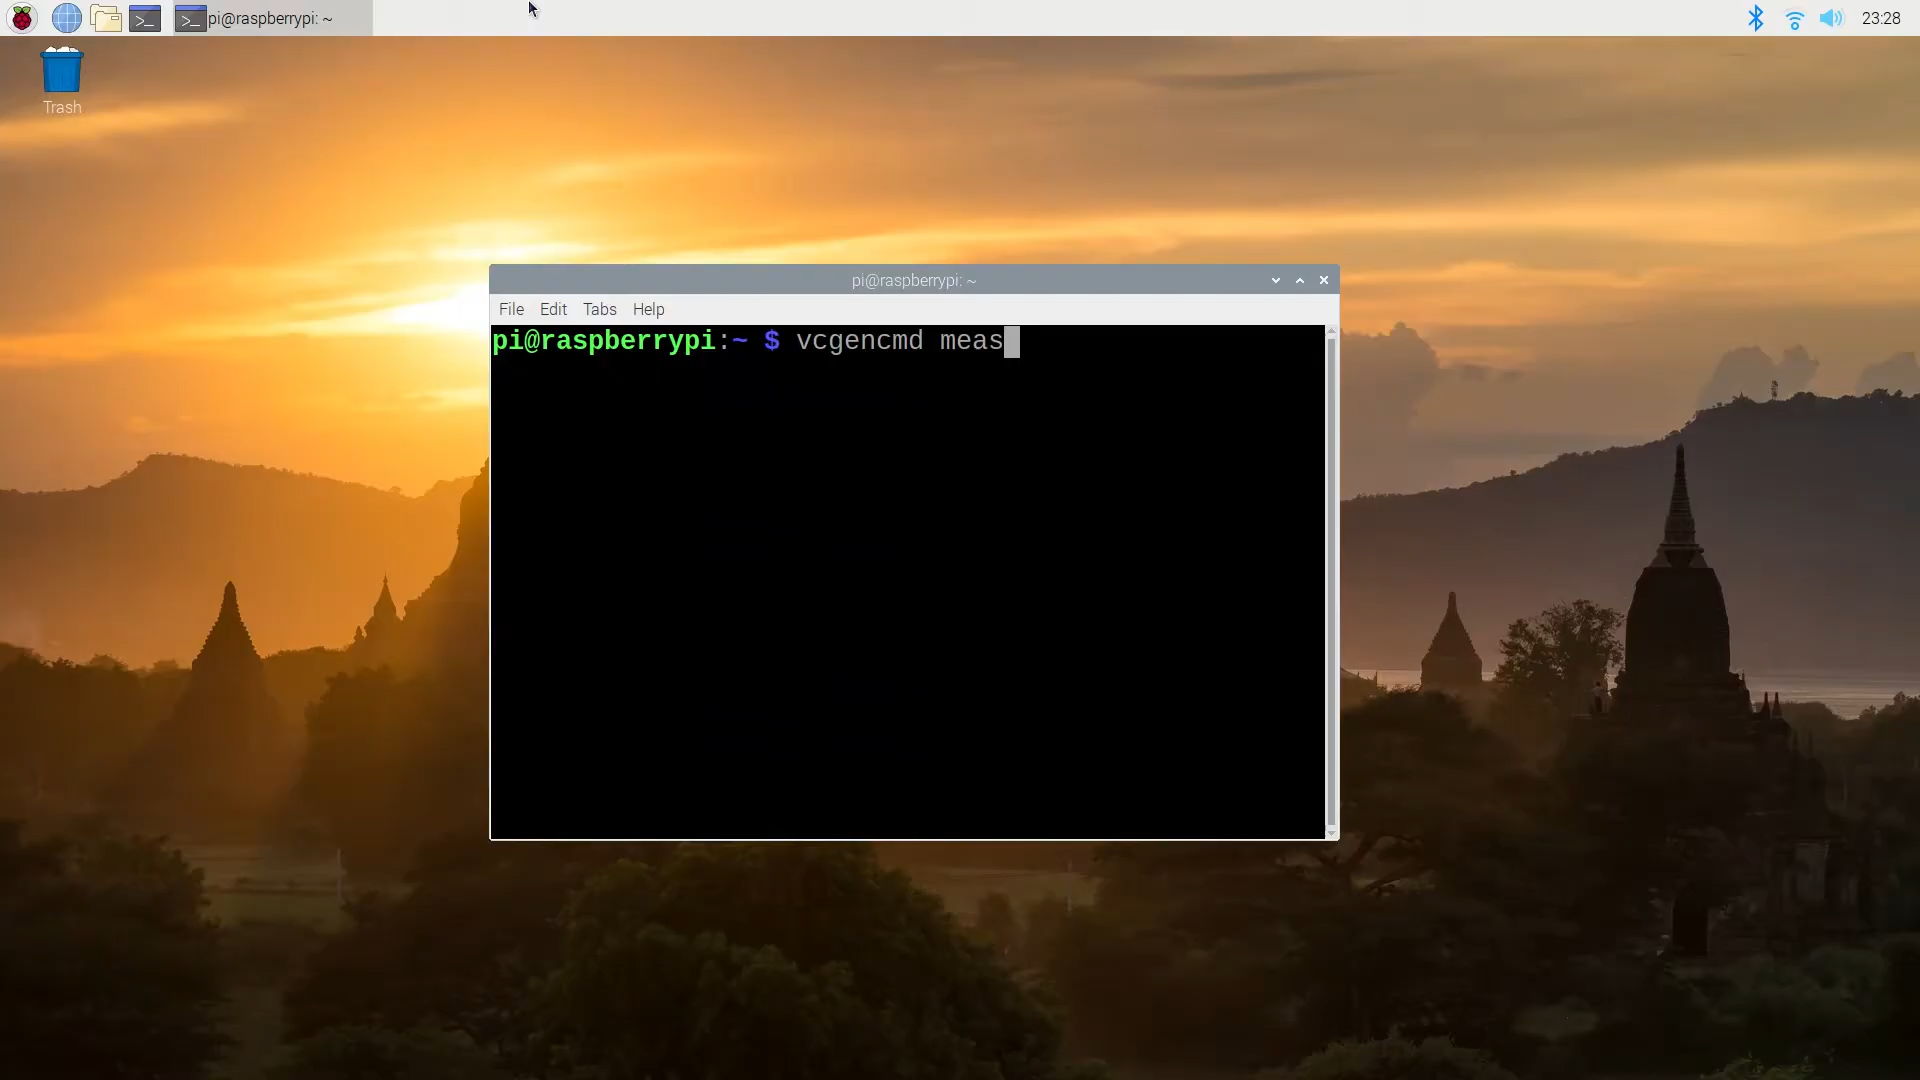 pi@raspberrypi: ~
23:28
Trash
pi@raspberrypi: ~
File Edit Tabs Help
pi@raspberrypi:~ $ vcgencmd meas